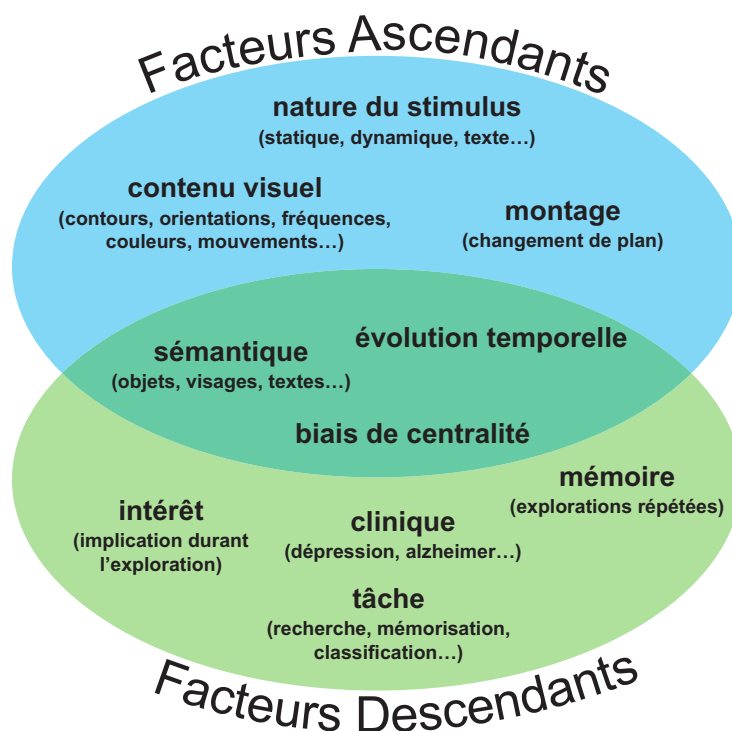 Facteurs Ascendants
nature du stimulus
(statique, dynamique, texte…)
contenu visuel
(contours, orientations, fréquences,
couleurs, mouvements…)
montage
(changement de plan)
évolution temporelle
sémantique
(objets, visages, textes…)
biais de centralité
mémoire
(explorations répétées)
intérêt
(implication durant
l'exploration)
clinique
(dépression, alzheimer…)
tâche
(recherche, mémorisation,
classification…)
Facteurs Descendants